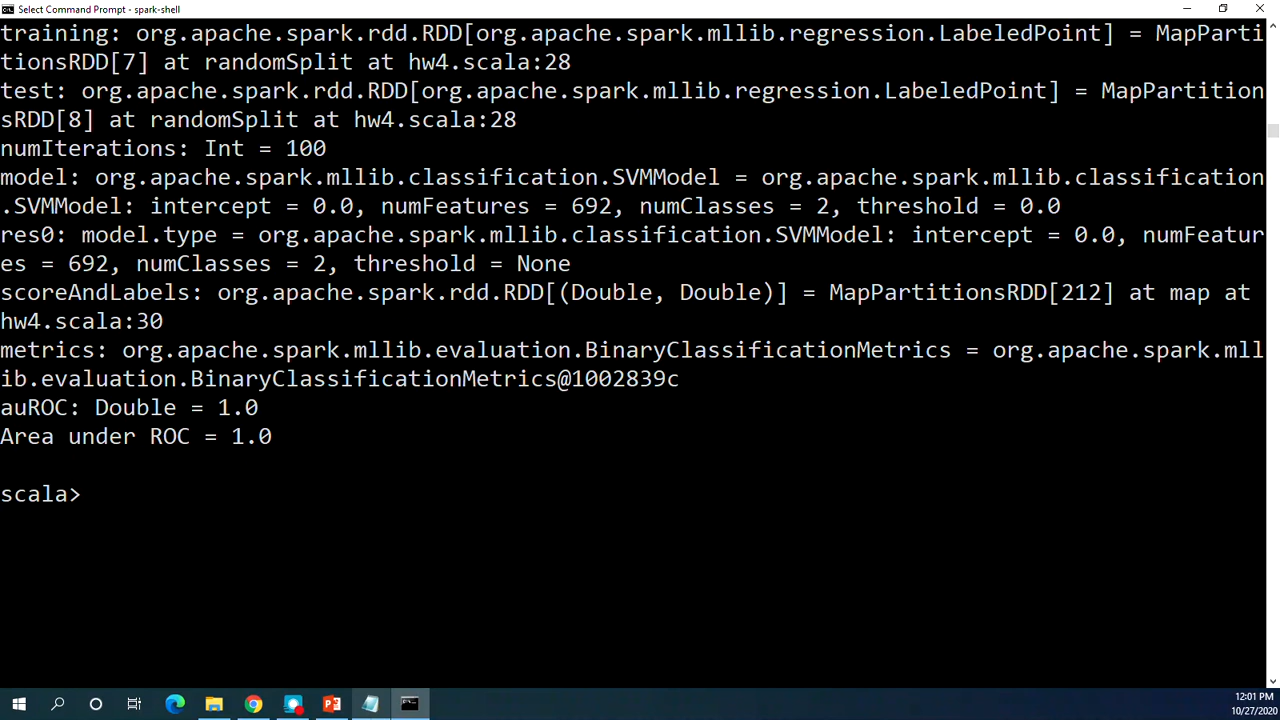 Select Command Prompt - spark-shell
training: org.apache.spark.rdd.RDD[org.apache.spark.mllib.regression.LabeledPoint] = MapParti
tionsRDD[7] at randomSplit at hw4.scala:28
test: org.apache.spark.rdd.RDD[org.apache.spark.mllib.regression.LabeledPoint] = MapPartition
sRDD[8] at randomSplit at hw4.scala:28
numIterations: Int = 100
model: org.apache.spark.mllib.classification.SVMModel = org.apache.spark.mllib.classification
.SVMModel: intercept = 0.0, numFeatures = 692, numClasses = 2, threshold = 0.0
res0: model.type = org.apache.spark.mllib.classification.SVMModel: intercept = 0.0, numFeatur
es = 692, numClasses = 2, threshold = None
scoreAndLabels: org.apache.spark.rdd.RDD[(Double, Double)] = MapPartitionsRDD[212] at map at
hw4.scala:30
metrics: org.apache.spark.mllib.evaluation.BinaryClassificationMetrics = org.apache.spark.mll
ib.evaluation.BinaryClassificationMetrics@1002839c
auROC: Double = 1.0
Area under ROC = 1.0
scala>
12:01 PM
10/27/2020